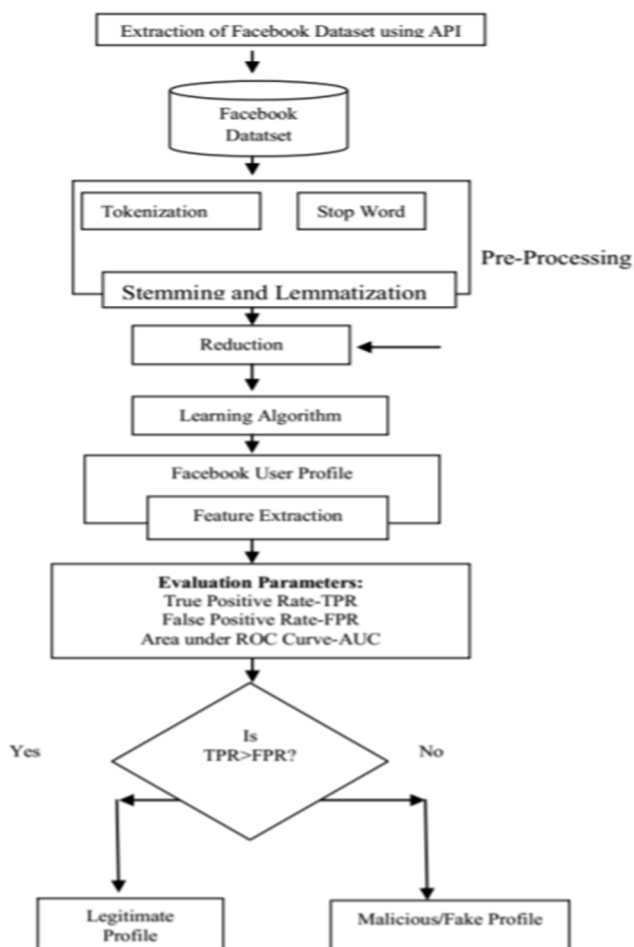 Extraction of Facebook Dataset using API
Facebook
Datatset
Tokenization
Stop Word
Pre-Processing
Stemming and Lemmatization
Reduction
Learning Algorithm
Facebook User Profile
Feature Extraction
Evaluation Parameters:
True Positive Rate-TPR
False Positive Rate-FPR
Area under ROC Curve-AUC
Is
TPR>FPR?
Yes
No
Legitimate
Profile
Malicious/Fake Profile